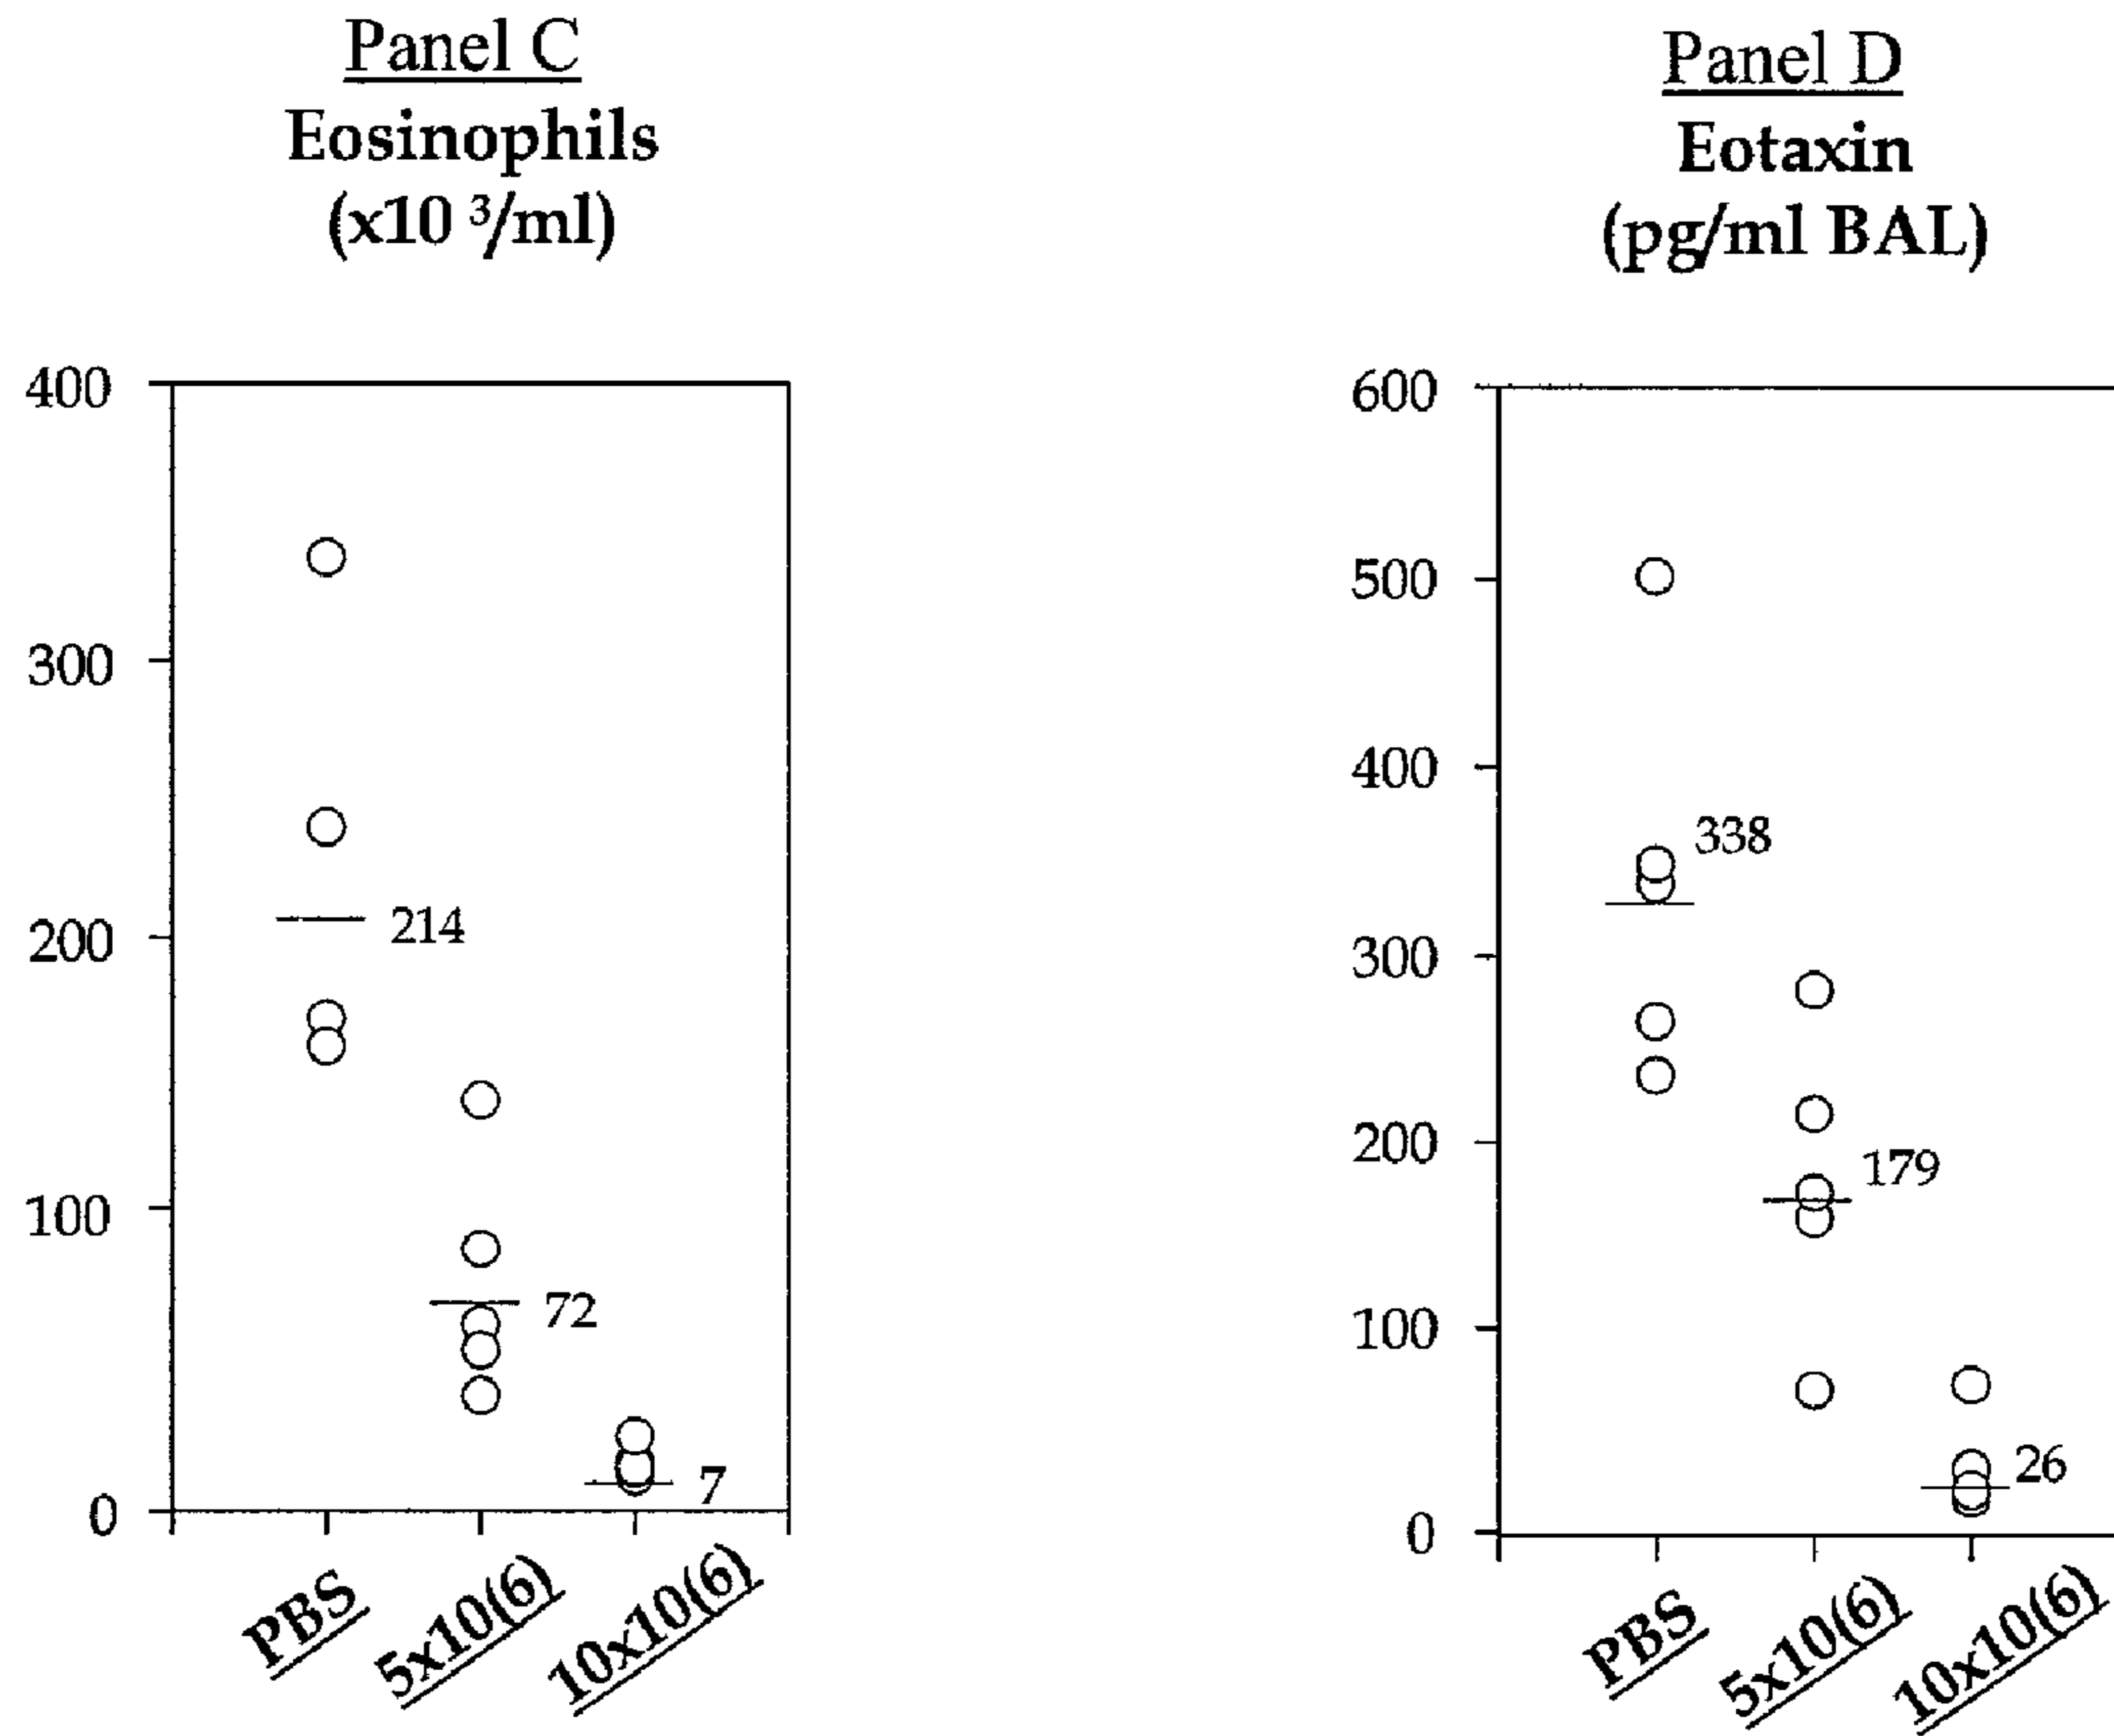 Panel C
Eosinophils
(x10 ³/ml)
400
300
200
100
0
214
72
7
PBS
5x10(6)
10x10(6)
Panel D
Eotaxin
(pg/ml BAL)
600
500
400
300
200
100
0
338
179
26
PBS
5x10(6)
10x10(6)